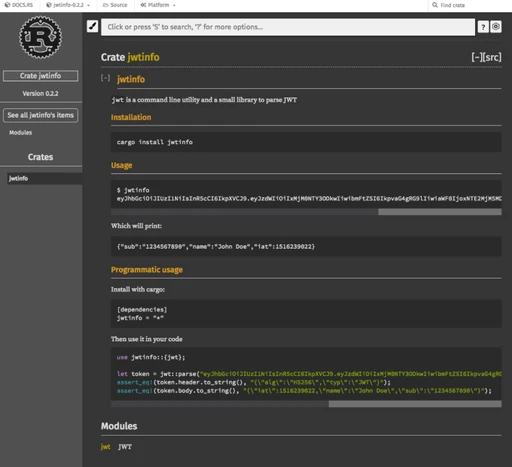 DOCS.RS jwtinfo-0.2.2 Source Platform Find crate
Click or press 'S' to search, '?' for more options... ?
Crate jwtinfo
Version 0.2.2
See all jwtinfo's items
Modules
Crates
jwtinfo
Crate jwtinfo [−][src]
[-] jwtinfo
jwt is a command line utility and a small library to parse JWT
Installation
cargo install jwtinfo
Usage
$ jwtinfo
Which will print:
{"sub":"1234567890","name":"John Doe","iat":1516239022}
Programmatic usage
Install with cargo:
[dependencies]
jwtinfo = "*"
Then use it in your code
use jwtinfo::{jwt};
let token = jwt::parse("
assert_eq!(token.header.to_string(), "{\"alg\":\"HS256\",\"typ\":\"JWT\"}");
assert_eq!(token.body.to_string(), "{\"iat\":1516239022,\"name\":\"John Doe\",\"sub\":\"1234567890\"}");
Modules
jwt JWT